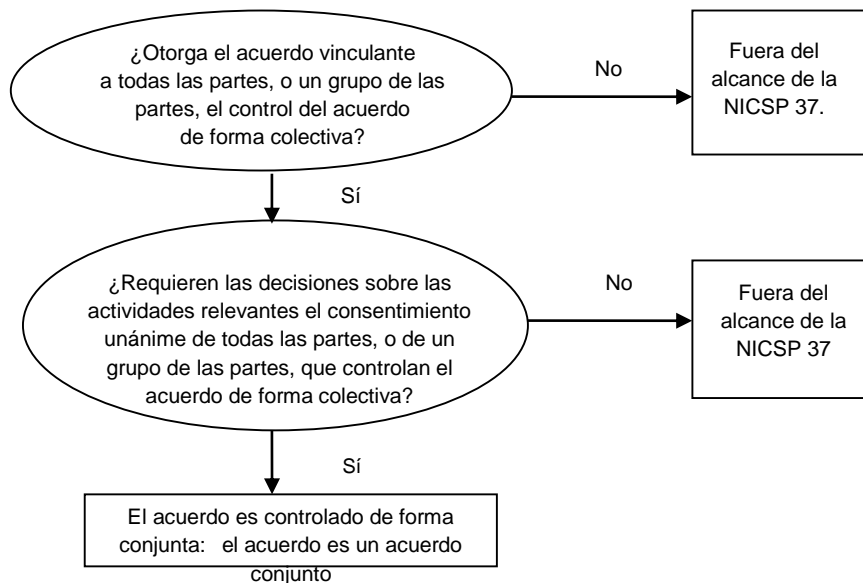 ¿Otorga el acuerdo vinculante
a todas las partes, o un grupo de las
partes, el control del acuerdo
de forma colectiva?
No
Fuera del
alcance de la
NICSP 37.
Sí
¿Requieren las decisiones sobre las
actividades relevantes el consentimiento
unánime de todas las partes, o de un
grupo de las partes, que controlan el
acuerdo de forma colectiva?
No
Fuera del
alcance de la
NICSP 37
Sí
El acuerdo es controlado de forma
conjunta: el acuerdo es un acuerdo
conjunto